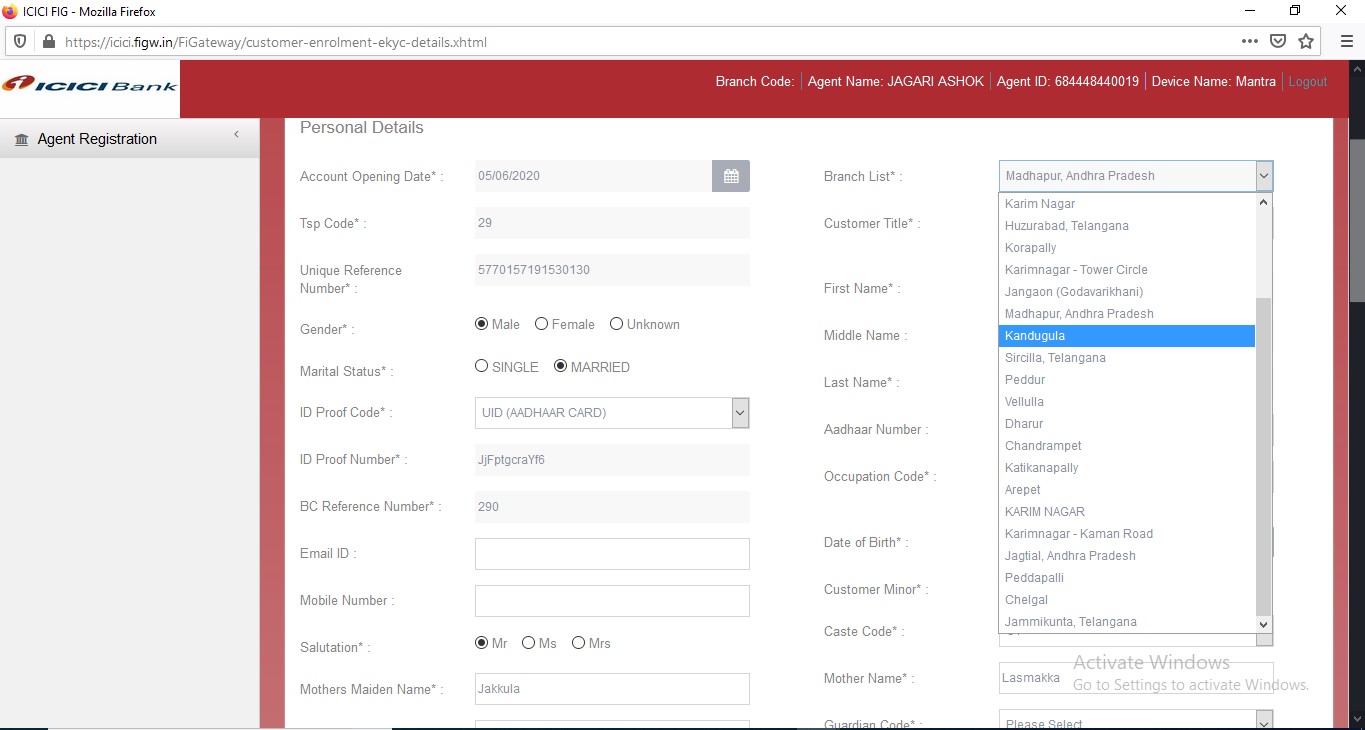 ICICI FIG - Mozilla Firefox
https://icici.figw.in/FiGateway/customer-enrolment-ekyc-details.xhtml
ICICI Bank
Branch Code: Agent Name: JAGARI ASHOK Agent ID: 684448440019 Device Name: Mantra Logout
Agent Registration
Personal Details
Account Opening Date* : 05/06/2020
Tsp Code* : 29
Unique Reference
Number* : 5770157191530130
Gender* : Male Female Unknown
Marital Status* : SINGLE MARRIED
ID Proof Code* : UID (AADHAAR CARD)
ID Proof Number* : JjFptgcraYf6
BC Reference Number* : 290
Email ID :
Mobile Number :
Salutation* : Mr Ms Mrs
Mothers Maiden Name* : Jakkula
Branch List* : Madhapur, Andhra Pradesh
Customer Title* :
First Name* :
Middle Name :
Last Name* :
Aadhaar Number :
Occupation Code* :
Date of Birth* :
Customer Minor* :
Caste Code* :
Mother Name* : Lasmakka
Guardian Code* : Please Select
Karim Nagar
Huzurabad, Telangana
Korapally
Karimnagar - Tower Circle
Jangaon (Godavarikhani)
Madhapur, Andhra Pradesh
Kandugula
Sircilla, Telangana
Peddur
Vellulla
Dharur
Chandrampet
Katikanapally
Arepet
KARIM NAGAR
Karimnagar - Kaman Road
Jagtial, Andhra Pradesh
Peddapalli
Chelgal
Jammikunta, Telangana
Activate Windows
Go to Settings to activate Windows.